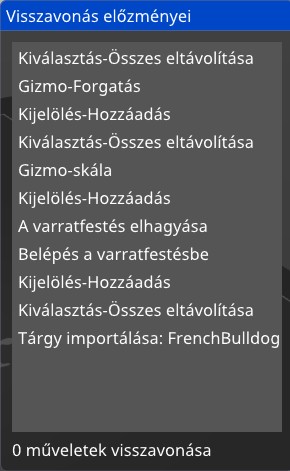 Visszavonás előzményei
Kiválasztás-Összes eltávolítása
Gizmo-Forgatás
Kijelölés-Hozzáadás
Kiválasztás-Összes eltávolítása
Gizmo-skála
Kijelölés-Hozzáadás
A varratfestés elhagyása
Belépés a varratfestésbe
Kijelölés-Hozzáadás
Kiválasztás-Összes eltávolítása
Tárgy importálása: FrenchBulldog
0 műveletek visszavonása